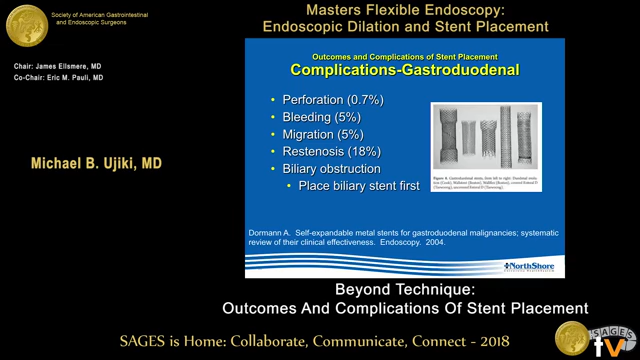 Society of American Gastrointestinal
and Endoscopic Surgeons
Masters Flexible Endoscopy:
Endoscopic Dilation and Stent Placement
Chair: James Ellsmere, MD
Co-Chair: Eric M. Pauli, MD
Michael B. Ujiki, MD
Outcomes and Complications of Stent Placement
Complications-Gastroduodenal
• Perforation (0.7%)
• Bleeding (5%)
• Migration (5%)
• Restenosis (18%)
• Biliary obstruction
• Place biliary stent first
Dormann A. Self-expandable metal stents for gastroduodenal malignancies; systematic
review of their clinical effectiveness. Endoscopy. 2004.
NorthShore
Beyond Technique:
Outcomes And Complications Of Stent Placement
SAGES is Home: Collaborate, Communicate, Connect - 2018
SAGES
tv